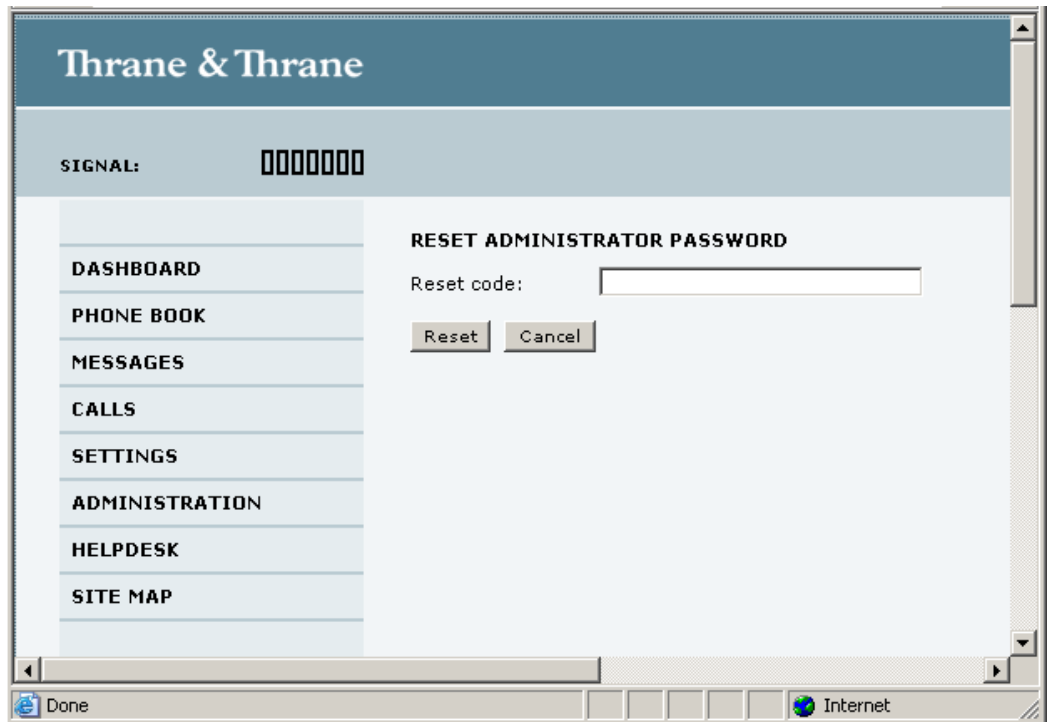 Thrane & Thrane
SIGNAL:
RESET ADMINISTRATOR PASSWORD
Reset code:
Reset Cancel
DASHBOARD
PHONE BOOK
MESSAGES
CALLS
SETTINGS
ADMINISTRATION
HELPDESK
SITE MAP
Done Internet